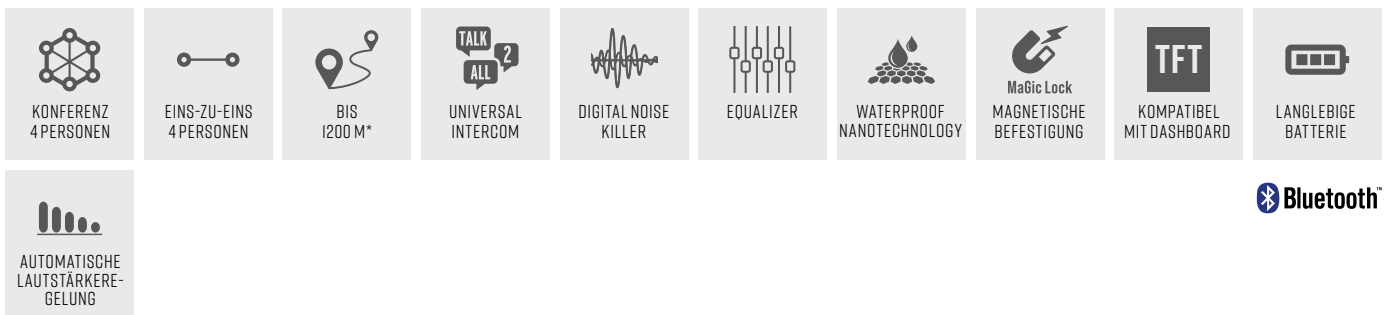 KONFERENZ
4 PERSONEN
EINS-ZU-EINS
4 PERSONEN
BIS
1200 M*
TALK
2
ALL
UNIVERSAL
INTERCOM
DIGITAL NOISE
KILLER
EQUALIZER
WATERPROOF
NANOTECHNOLOGY
MaGic Lock
MAGNETISCHE
BEFESTIGUNG
TFT
KOMPATIBEL
MIT DASHBOARD
LANGLEBIGE
BATTERIE
AUTOMATISCHE
LAUTSTÄRKERE-
GELUNG
Bluetooth™